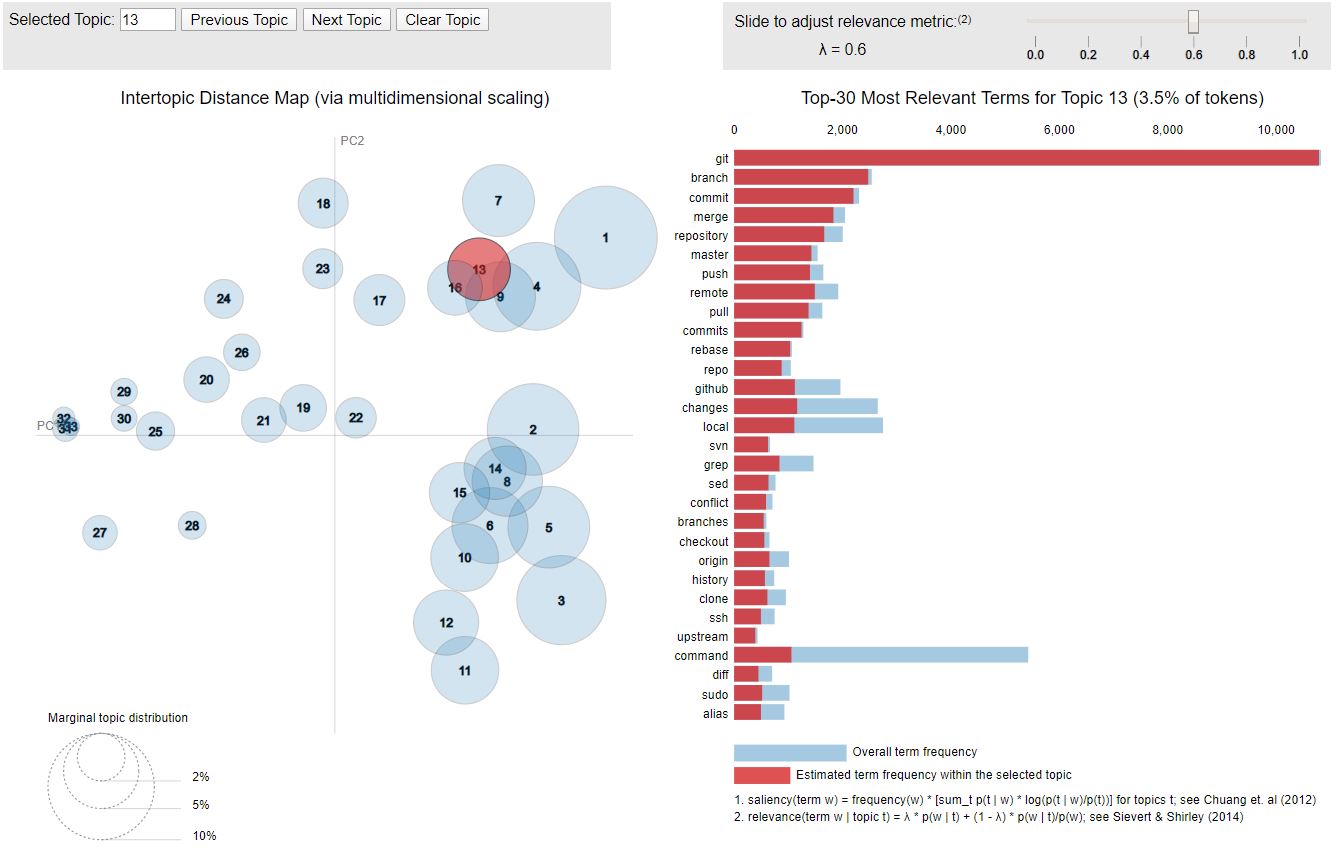 Selected Topic: 13 Previous Topic Next Topic Clear Topic
Slide to adjust relevance metric:(2)
λ = 0.6
0.0 0.2 0.4 0.6 0.8 1.0
Intertopic Distance Map (via multidimensional scaling)
PC2
18
7
1
23
13
16
9
4
24
17
26
20
29
19
32
30
21
22
PC
31
33
25
2
14
8
15
6
5
27
28
10
3
12
11
Marginal topic distribution
2%
5%
10%
Top-30 Most Relevant Terms for Topic 13 (3.5% of tokens)
0 2,000 4,000 6,000 8,000 10,000
git
branch
commit
merge
repository
master
push
remote
pull
commits
rebase
repo
github
changes
local
svn
grep
sed
conflict
branches
checkout
origin
history
clone
ssh
upstream
command
diff
sudo
alias
Overall term frequency
Estimated term frequency within the selected topic
1. saliency(term w) = frequency(w) * [sum_t p(t | w) * log(p(t | w)/p(t))] for topics t; see Chuang et. al (2012)
2. relevance(term w | topic t) = λ * p(w | t) + (1 - λ) * p(w | t)/p(w); see Sievert & Shirley (2014)